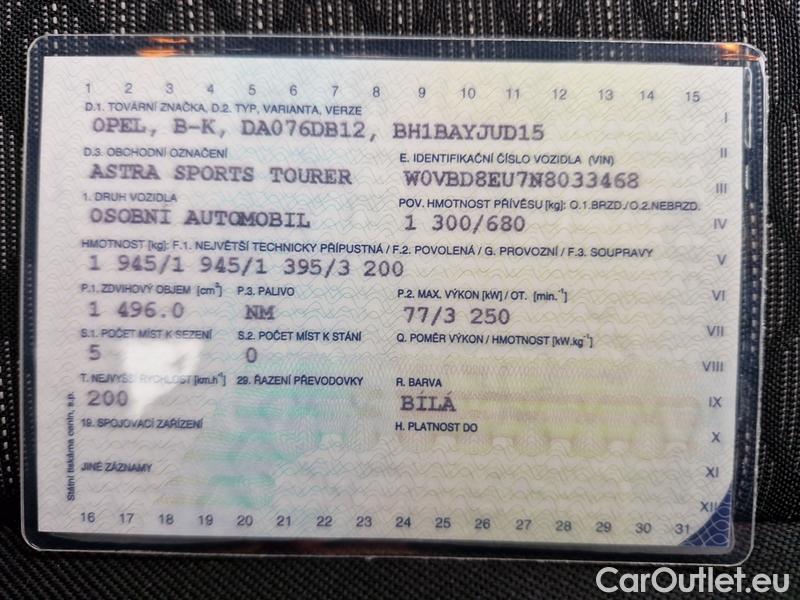 1 2 3 4 5 6 7 8 9 10 11 12 13 14 15
D.1. TOVÁRNÍ ZNAČKA, D.2. TYP, VARIANTA, VERZE
OPEL, B-K, DA076DB12, BH1BAYJUD15
I
D.3. OBCHODNÍ OZNAČENÍ
E. IDENTIFIKAČNÍ ČÍSLO VOZIDLA (VIN)
II
ASTRA SPORTS TOURER
W0VBD8EU7N8033468
III
1. DRUH VOZIDLA
POV. HMOTNOST PŘÍVĚSU [kg]: O.1.BRZD./O.2.NEBRZD.
OSOBNÍ AUTOMOBIL
1 300/680
IV
HMOTNOST [kg]: F.1. NEJVĚTŠÍ TECHNICKY PŘÍPUSTNÁ / F.2. POVOLENÁ / G. PROVOZNÍ / F.3. SOUPRAVY
1 945/1 945/1 395/3 200
V
P.1. ZDVIHOVÝ OBJEM [cm³]
P.3. PALIVO
P.2. MAX. VÝKON [kW] / OT. [min.⁻¹]
VI
1 496.0
NM
77/3 250
S.1. POČET MÍST K SEZENÍ
S.2. POČET MÍST K STÁNÍ
Q. POMĚR VÝKON / HMOTNOST [kW.kg⁻¹]
VII
5
0
VIII
T. NEJVYŠŠÍ RYCHLOST [km.h⁻¹]
29. ŘAZENÍ PŘEVODOVKY
R. BARVA
200
BÍLÁ
IX
19. SPOJOVACÍ ZAŘÍZENÍ
H. PLATNOST DO
X
JINÉ ZÁZNAMY
XI
XII
Státní tiskárna cenin, s.p.
16 17 18 19 20 21 22 23 24 25 26 27 28 29 30 31
CarOutlet.eu